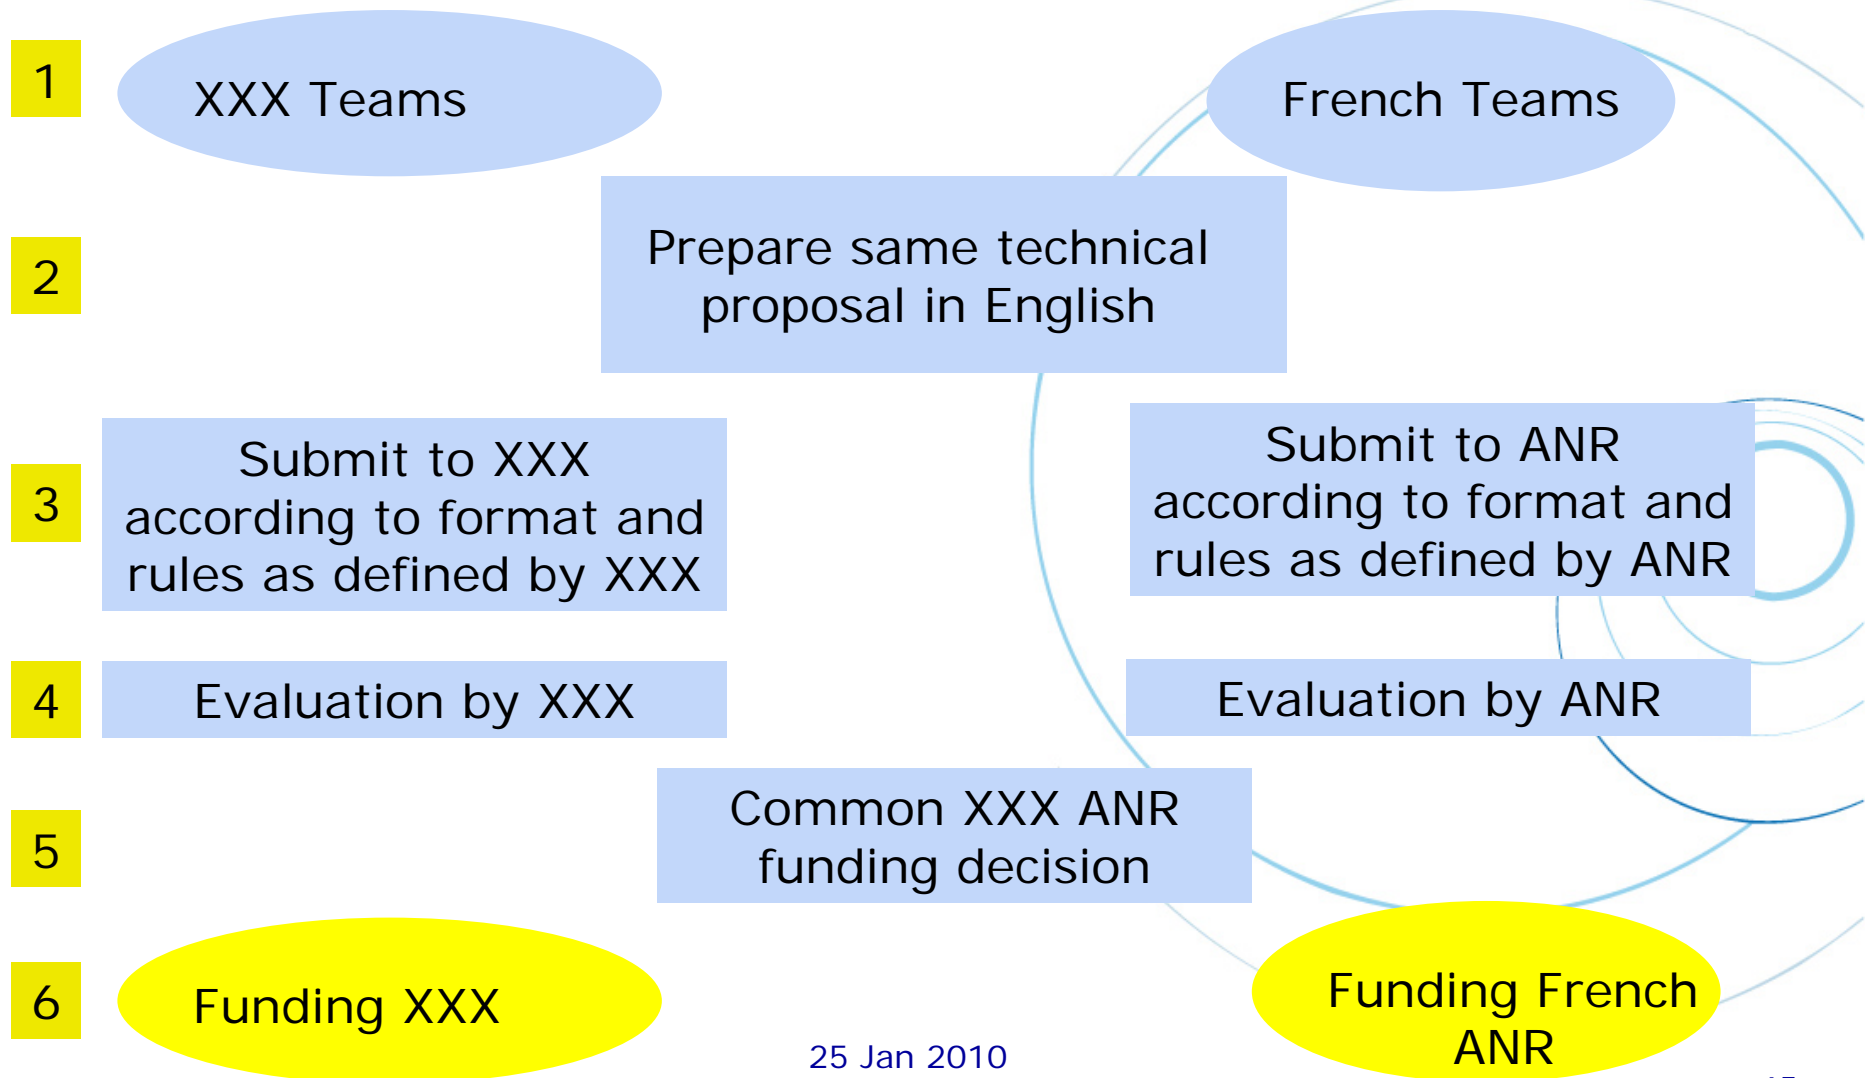 1
XXX Teams
French Teams
2
Prepare same technical
proposal in English
3
Submit to XXX
according to format and
rules as defined by XXX
Submit to ANR
according to format and
rules as defined by ANR
4
Evaluation by XXX
Evaluation by ANR
5
Common XXX ANR
funding decision
6
Funding XXX
Funding French
ANR
25 Jan 2010